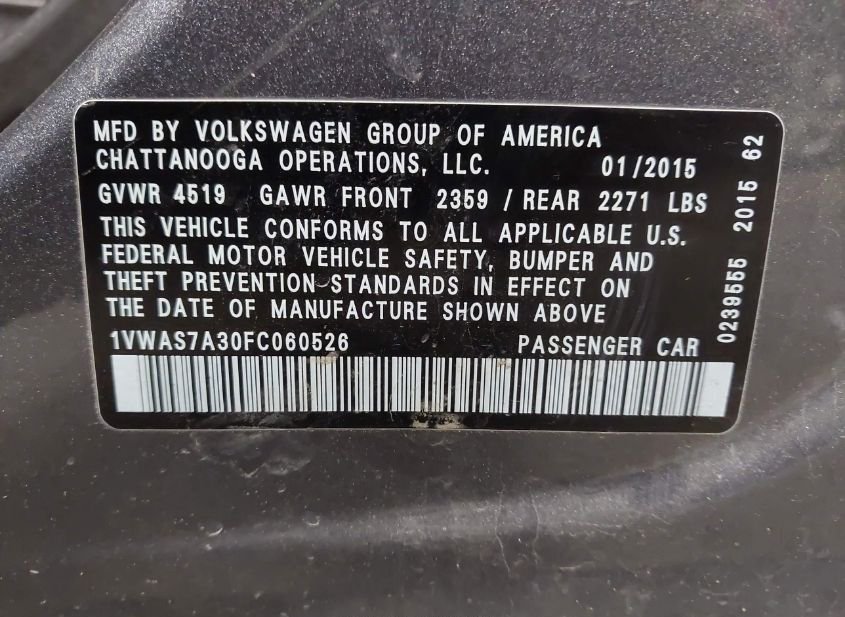 MFD BY VOLKSWAGEN GROUP OF AMERICA
CHATTANOOGA OPERATIONS, LLC. 01/2015
GVWR 4519 GAWR FRONT 2359 / REAR 2271 LBS
THIS VEHICLE CONFORMS TO ALL APPLICABLE U.S.
FEDERAL MOTOR VEHICLE SAFETY, BUMPER AND
THEFT PREVENTION STANDARDS IN EFFECT ON
THE DATE OF MANUFACTURE SHOWN ABOVE
1VWAS7A30FC060526 PASSENGER CAR
0239555 2015 62